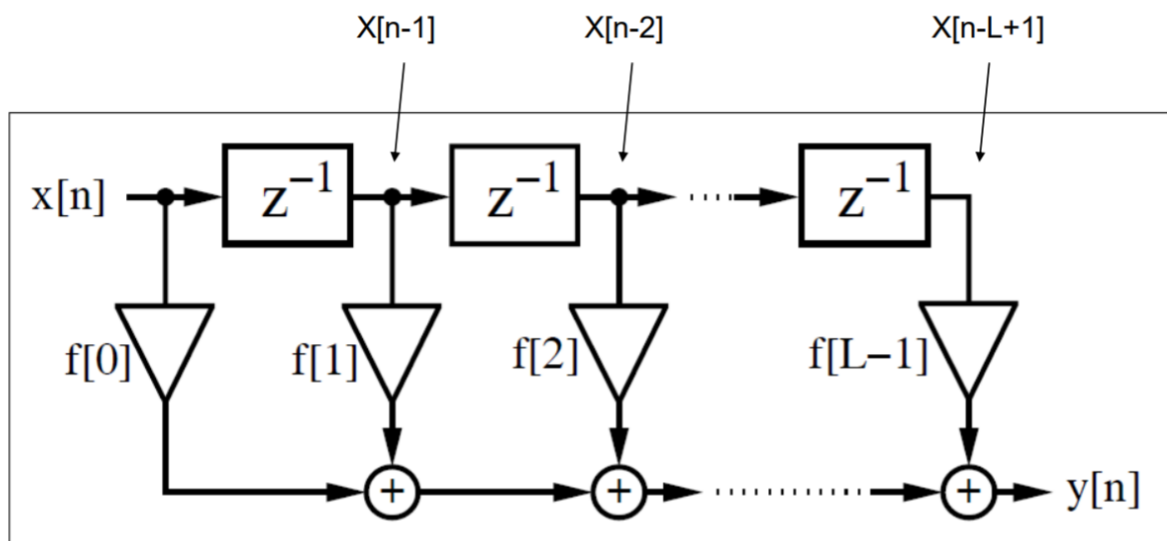 X[n-1] X[n-2] X[n-L+1]
x[n] z⁻¹ z⁻¹ z⁻¹
f[0] f[1] f[2] f[L−1]
+ + + y[n]